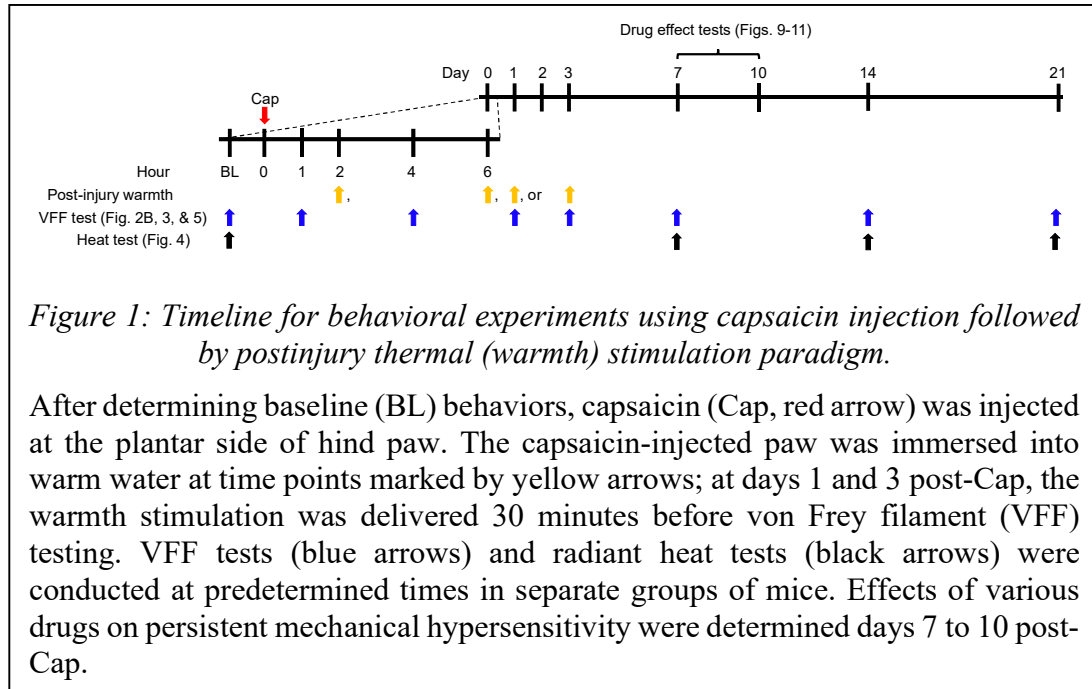 Drug effect tests (Figs. 9-11)
Day 0 1 2 3 7 10 14 21
Cap
Hour BL 0 1 2 4 6
Post-injury warmth , , , or
VFF test (Fig. 2B, 3, & 5)
Heat test (Fig. 4)
Figure 1: Timeline for behavioral experiments using capsaicin injection followed
by postinjury thermal (warmth) stimulation paradigm.
After determining baseline (BL) behaviors, capsaicin (Cap, red arrow) was injected
at the plantar side of hind paw. The capsaicin-injected paw was immersed into
warm water at time points marked by yellow arrows; at days 1 and 3 post-Cap, the
warmth stimulation was delivered 30 minutes before von Frey filament (VFF)
testing. VFF tests (blue arrows) and radiant heat tests (black arrows) were
conducted at predetermined times in separate groups of mice. Effects of various
drugs on persistent mechanical hypersensitivity were determined days 7 to 10 post-
Cap.